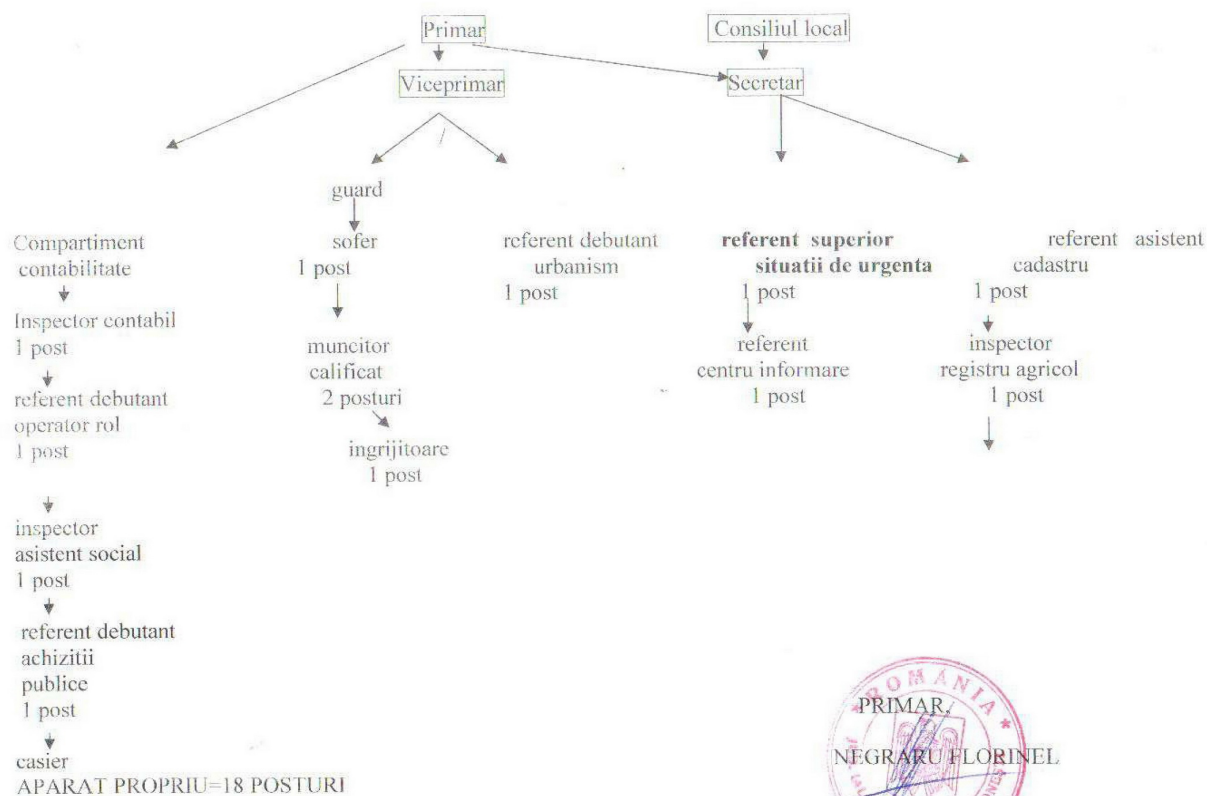 Primar
Consiliul local
Viceprimar
Secretar
guard
Compartiment
contabilitate
Inspector contabil
1 post
referent debutant
operator rol
1 post
inspector
asistent social
1 post
referent debutant
achizitii
publice
1 post
casier
APARAT PROPRIU=18 POSTURI
sofer
1 post
muncitor
calificat
2 posturi
ingrijitoare
1 post
referent debutant
urbanism
1 post
referent superior
situatii de urgenta
1 post
referent
centru informare
1 post
referent asistent
cadastru
1 post
inspector
registru agricol
1 post
ROMÂNIA
PRIMAR,
NEGRARU FLORINEL